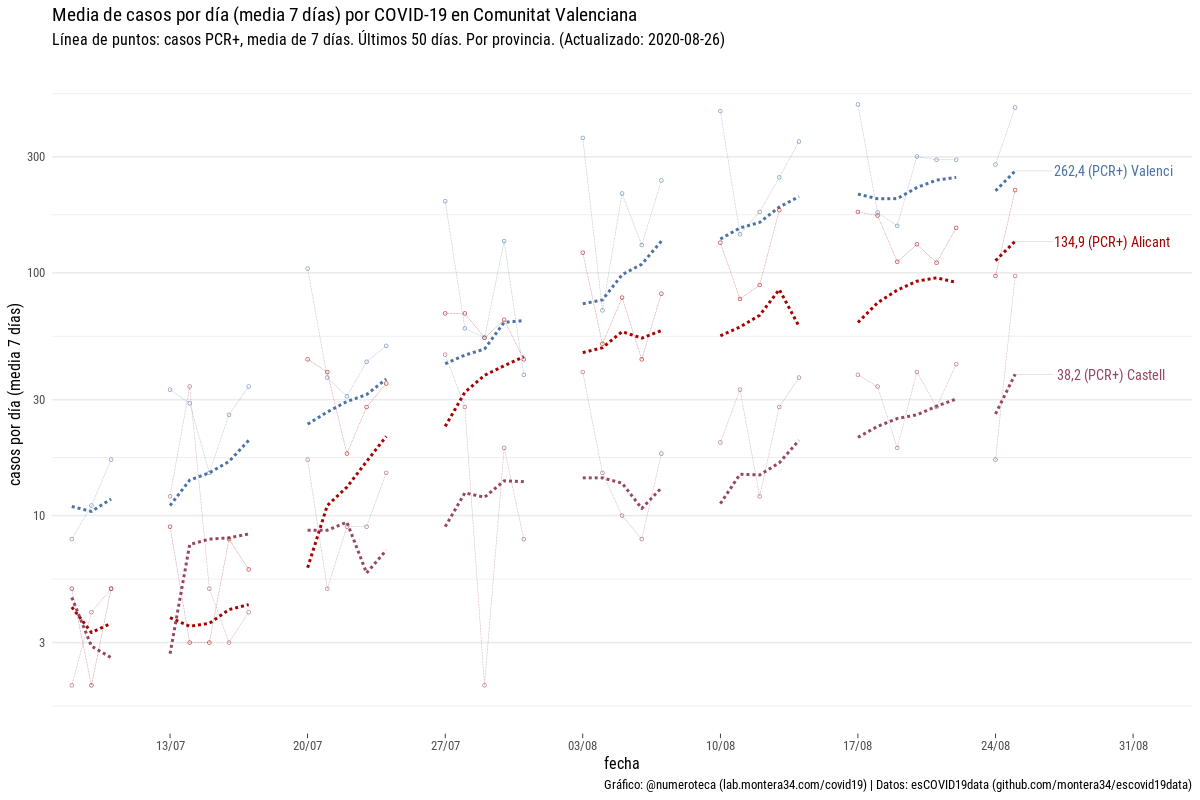 Media de casos por día (media 7 días) por COVID-19 en Comunitat Valenciana
Línea de puntos: casos PCR+, media de 7 días. Últimos 50 días. Por provincia. (Actualizado: 2020-08-26)
casos por día (media 7 días)
300
100
30
10
3
262,4 (PCR+) Valenci
134,9 (PCR+) Alicant
38,2 (PCR+) Castell
13/07
20/07
27/07
03/08
10/08
17/08
24/08
31/08
fecha
Gráfico: @numeroteca (lab.montera34.com/covid19) | Datos: esCOVID19data (github.com/montera34/escovid19data)